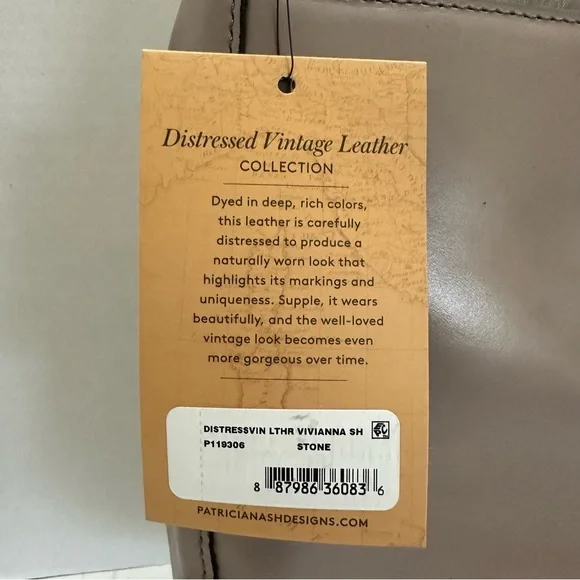 Distressed Vintage Leather
COLLECTION
Dyed in deep, rich colors,
this leather is carefully
distressed to produce a
naturally worn look that
highlights its markings and
uniqueness. Supple, it wears
beautifully, and the well-loved
vintage look becomes even
more gorgeous over time.
DISTRESSVIN LTHR VIVIANNA SH
P119306 STONE
8 87986 36083 6
PATRICIANASHDESIGNS.COM